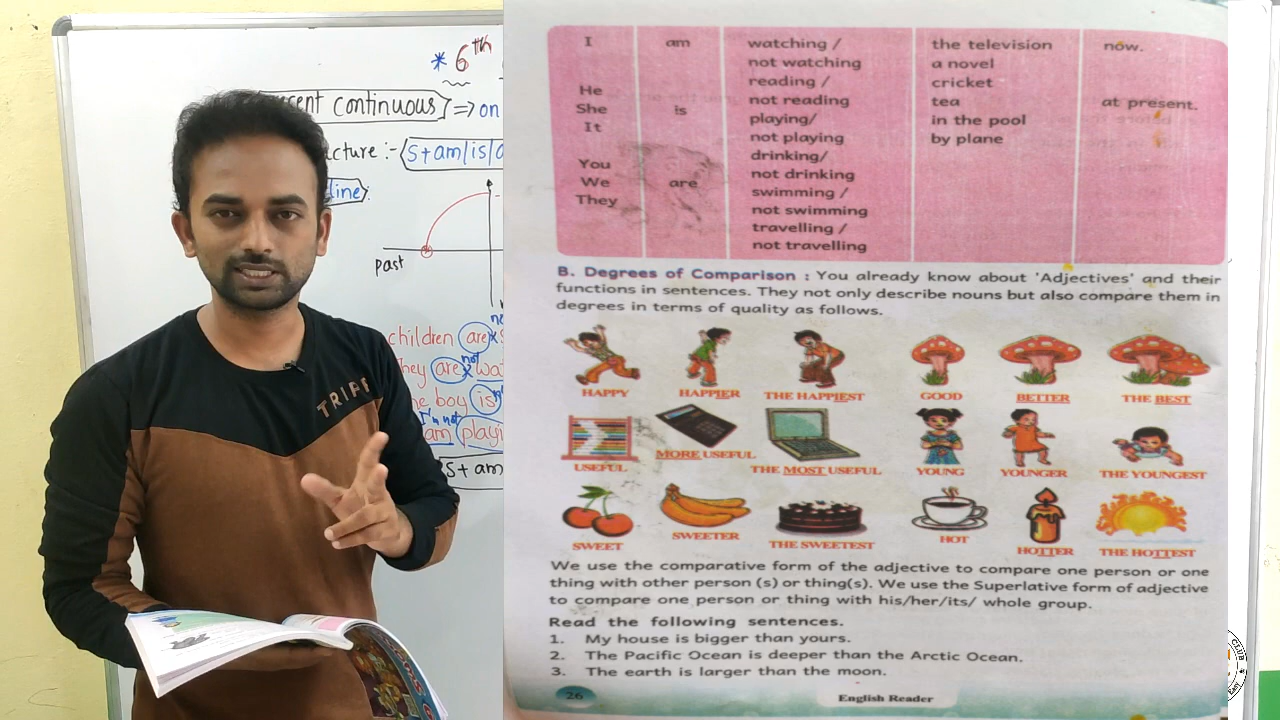 * 6th
cent continuous => on
cture :- S+am|is|a
line
past
children are s
hey are not wa
e boy is
I'm not
am playi
S+am
TRIPP
I am watching / the television now.
not watching a novel
reading / cricket
He not reading tea at present.
She is playing/ in the pool
It not playing by plane
drinking/
You not drinking
We are swimming /
They not swimming
travelling /
not travelling
B. Degrees of Comparison : You already know about 'Adjectives' and their
functions in sentences. They not only describe nouns but also compare them in
degrees in terms of quality as follows.
HAPPY HAPPIER THE HAPPIEST GOOD BETTER THE BEST
USEFUL MORE USEFUL THE MOST USEFUL YOUNG YOUNGER THE YOUNGEST
SWEET SWEETER THE SWEETEST HOT HOTTER THE HOTTEST
We use the comparative form of the adjective to compare one person or one
thing with other person (s) or thing(s). We use the Superlative form of adjective
to compare one person or thing with his/her/its/ whole group.
Read the following sentences.
1. My house is bigger than yours.
2. The Pacific Ocean is deeper than the Arctic Ocean.
3. The earth is larger than the moon.
26 English Reader
CLUB